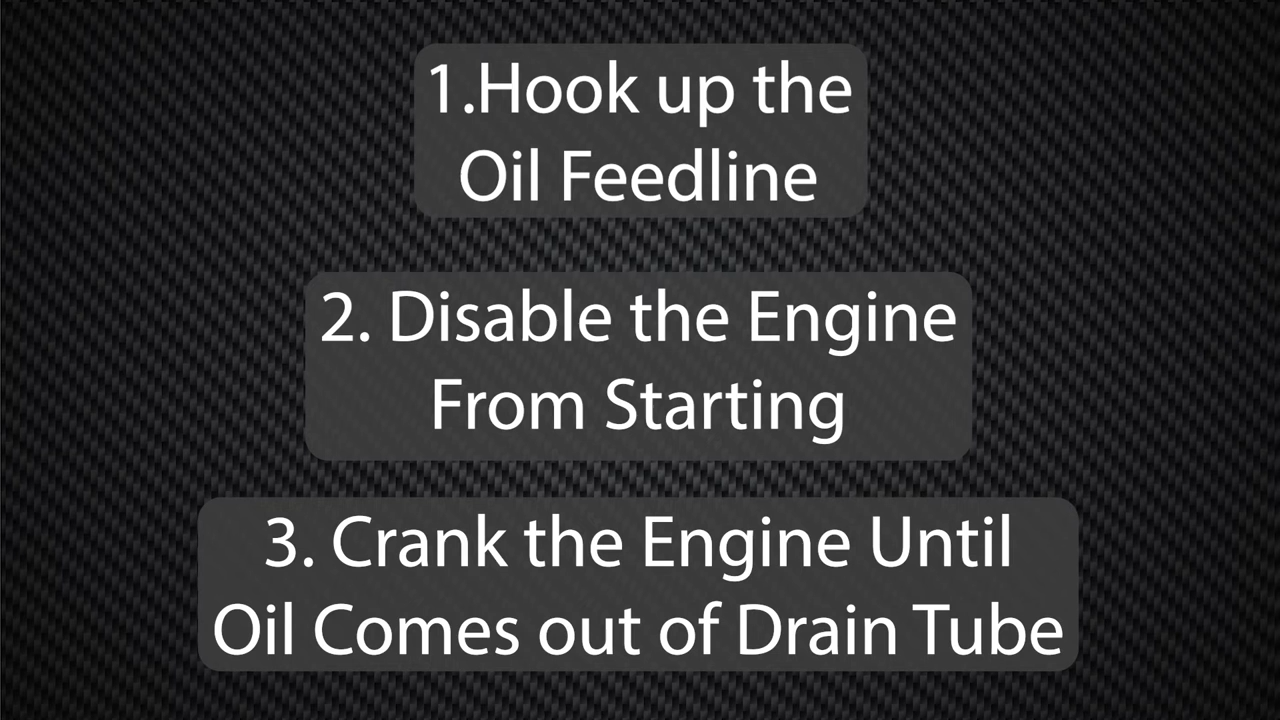 1.Hook up the
Oil Feedline
2. Disable the Engine
From Starting
3. Crank the Engine Until
Oil Comes out of Drain Tube